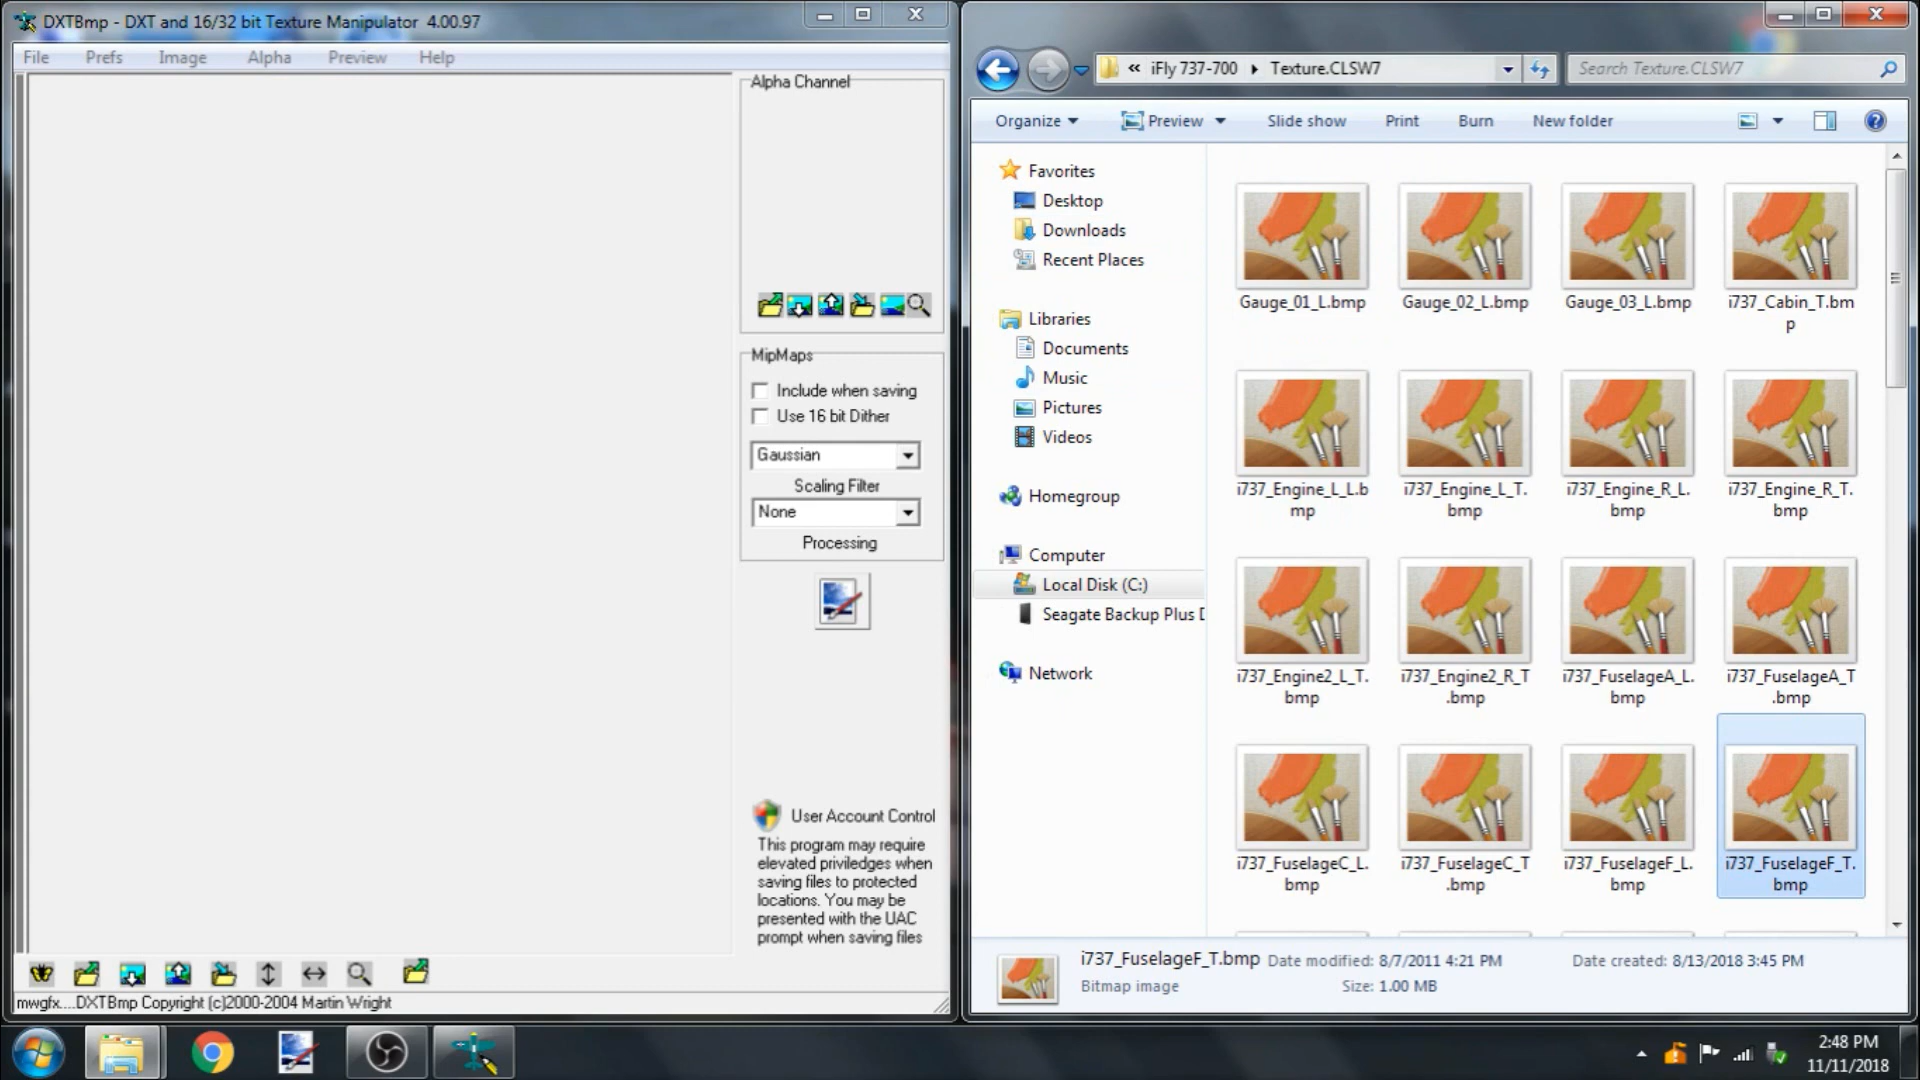 DXTBmp - DXT and 16/32 bit Texture Manipulator 4.00.97
File Prefs Image Alpha Preview Help
Alpha Channel
MipMaps
Include when saving
Use 16 bit Dither
Gaussian
Scaling Filter
None
Processing
User Account Control
This program may require
elevated priviledges when
saving files to protected
locations. You may be
presented with the UAC
prompt when saving files
mwgfx....DXTBmp Copyright (c)2000-2004 Martin Wright
« iFly 737-700 Texture.CLSW7
Search Texture.CLSW7
Organize Preview Slide show Print Burn New folder
Favorites
Desktop
Downloads
Recent Places
Libraries
Documents
Music
Pictures
Videos
Homegroup
Computer
Local Disk (C:)
Seagate Backup Plus D
Network
Gauge_01_L.bmp
Gauge_02_L.bmp
Gauge_03_L.bmp
i737_Cabin_T.bm
p
i737_Engine_L_L.b
mp
i737_Engine_L_T.
bmp
i737_Engine_R_L.
bmp
i737_Engine_R_T.
bmp
i737_Engine2_L_T.
bmp
i737_Engine2_R_T
.bmp
i737_FuselageA_L.
bmp
i737_FuselageA_T
.bmp
i737_FuselageC_L.
bmp
i737_FuselageC_T
.bmp
i737_FuselageF_L.
bmp
i737_FuselageF_T.
bmp
i737_FuselageF_T.bmp Date modified: 8/7/2011 4:21 PM Date created: 8/13/2018 3:45 PM
Bitmap image Size: 1.00 MB
2:48 PM
11/11/2018